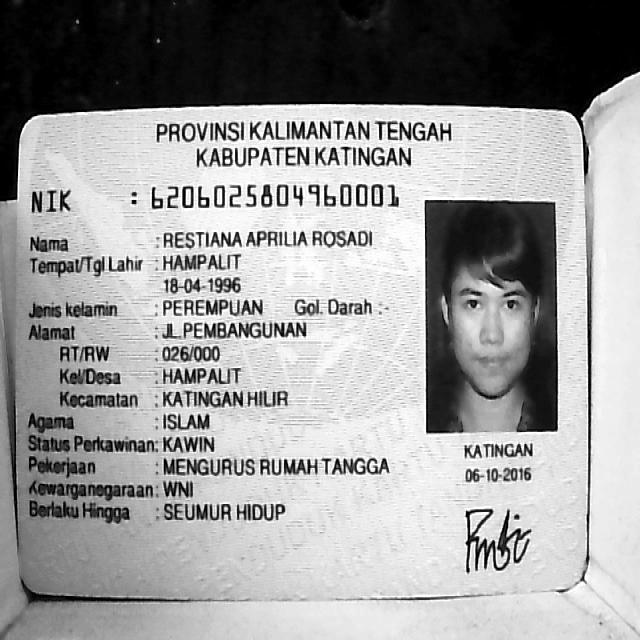 PROVINSI KALIMANTAN TENGAH
KABUPATEN KATINGAN
NIK : 6206025804960001
Nama : RESTIANA APRILIA ROSADI
Tempat/Tgl Lahir : HAMPALIT
18-04-1996
Jenis kelamin : PEREMPUAN Gol. Darah : -
Alamat : JL PEMBANGUNAN
RT/RW : 026/000
Kel/Desa : HAMPALIT
Kecamatan : KATINGAN HILIR
Agama : ISLAM
Status Perkawinan: KAWIN
Pekerjaan : MENGURUS RUMAH TANGGA
Kewarganegaraan: WNI
Berlaku Hingga : SEUMUR HIDUP
KATINGAN
06-10-2016